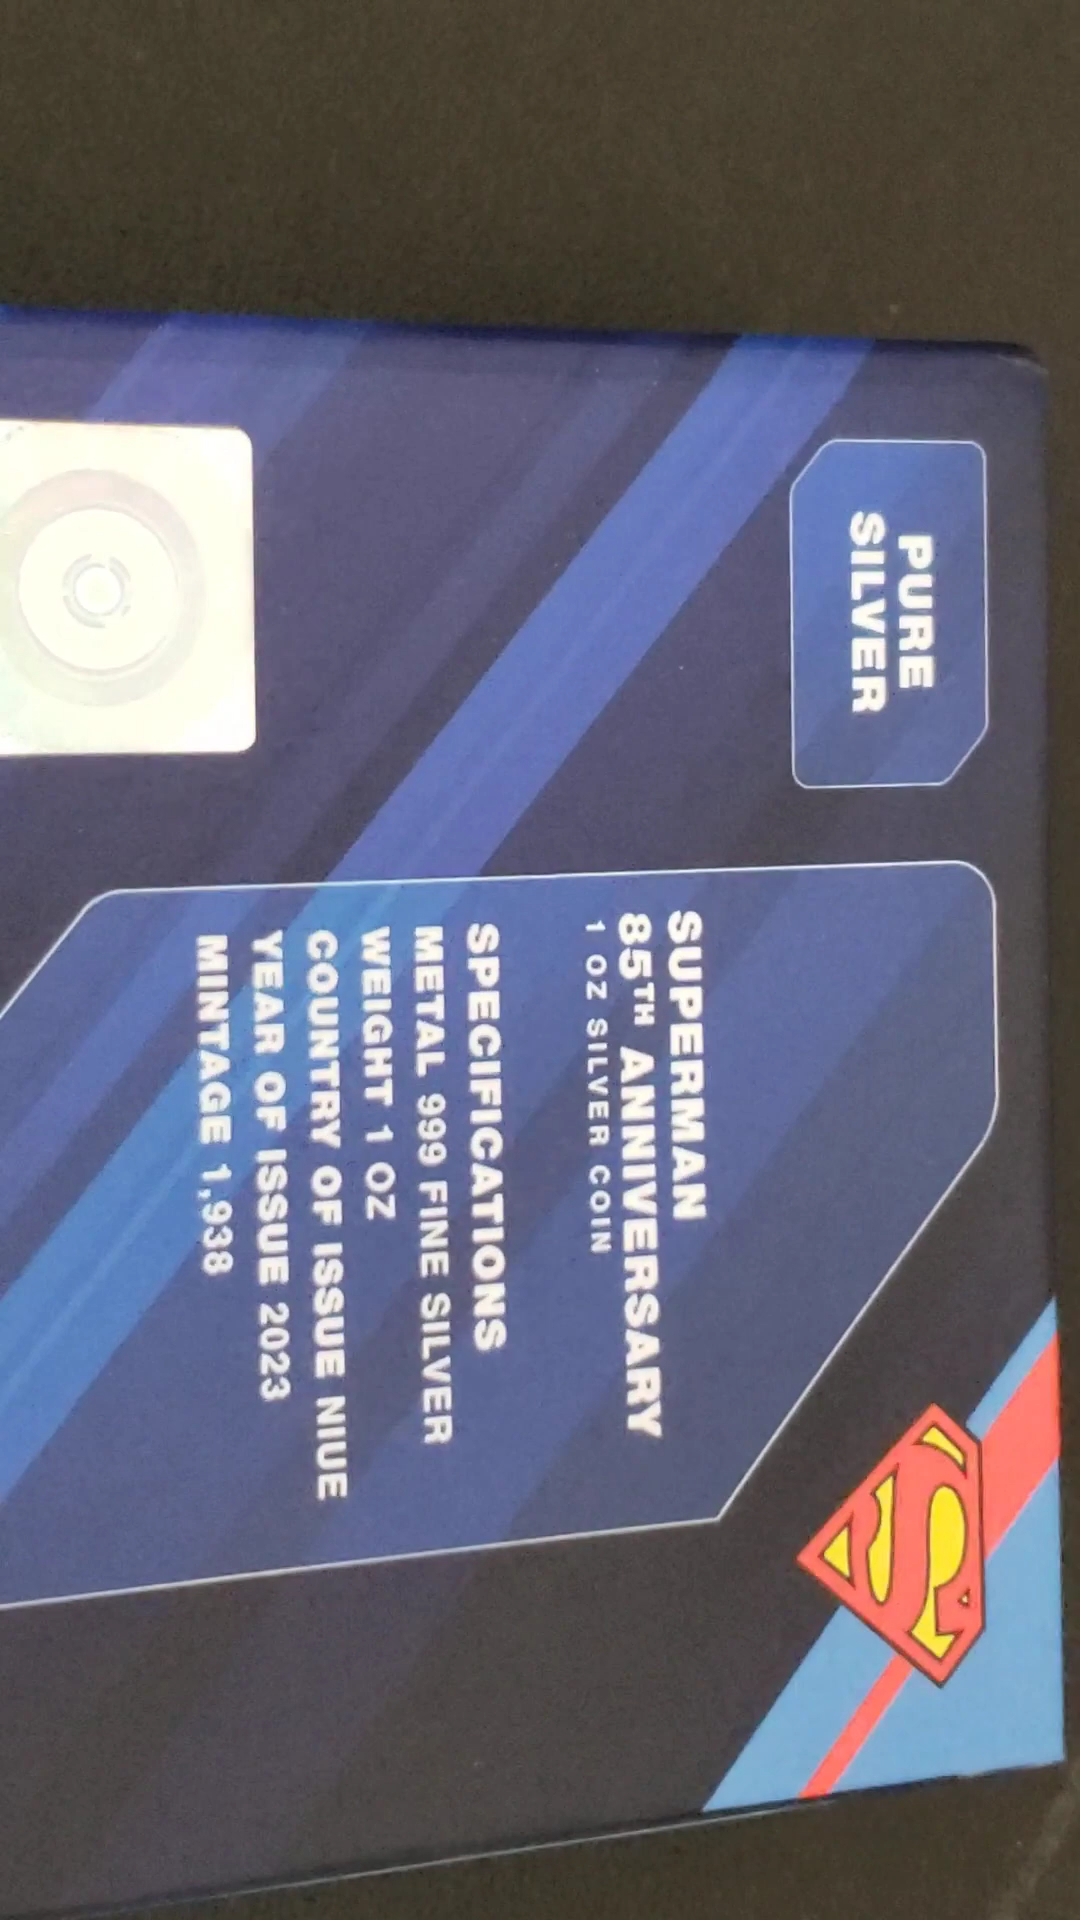 PURE
SILVER
SUPERMAN
85TH ANNIVERSARY
1 OZ SILVER COIN
SPECIFICATIONS
METAL 999 FINE SILVER
WEIGHT 1 OZ
COUNTRY OF ISSUE NIUE
YEAR OF ISSUE 2023
MINTAGE 1,938
S